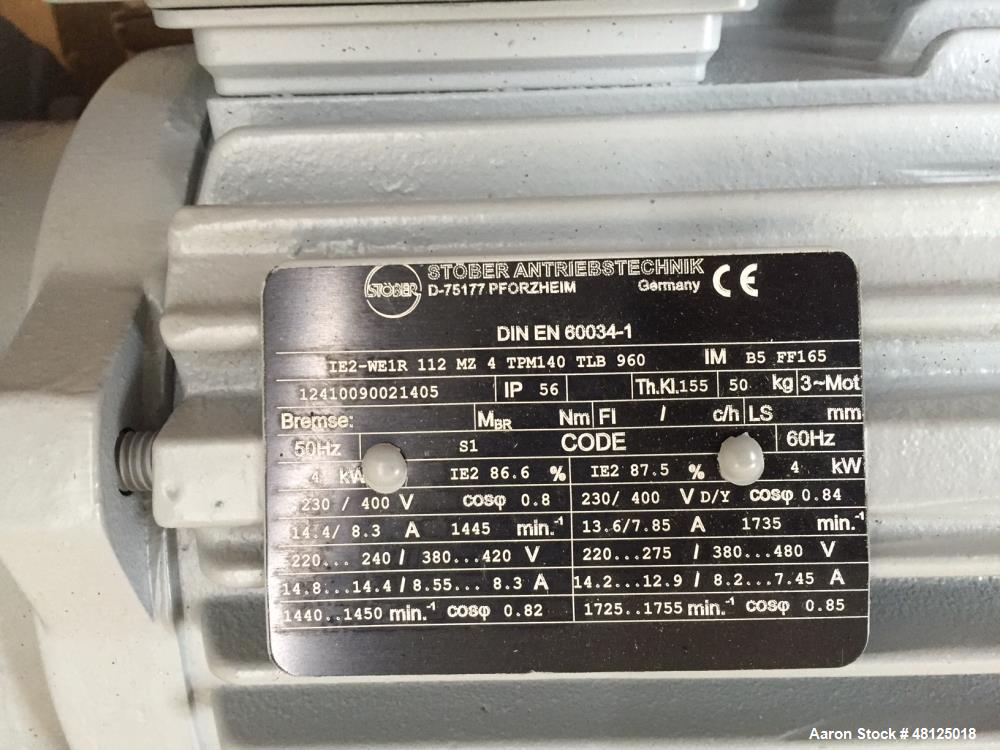 STÖBER
STÖBER ANTRIEBSTECHNIK
D-75177 PFORZHEIM Germany CE
DIN EN 60034-1
IE2-WE1R 112 MZ 4 TPM140 TLB 960 IM B5 FF165
12410090021405 IP 56 Th.Kl.155 50 kg 3~Mot
Bremse: MBR Nm FI / c/h LS mm
50Hz S1 CODE 60Hz
4 kW IE2 86.6 % IE2 87.5 % 4 kW
230 / 400 V cosφ 0.8 230/ 400 V D/Y cosφ 0.84
14.4/ 8.3 A 1445 min.-1 13.6/7.85 A 1735 min.-1
220... 240 / 380...420 V 220...275 / 380...480 V
14.8...14.4 / 8.55... 8.3 A 14.2...12.9 / 8.2...7.45 A
1440..1450 min.-1 cosφ 0.82 1725..1755 min.-1 cosφ 0.85
Aaron Stock # 48125018